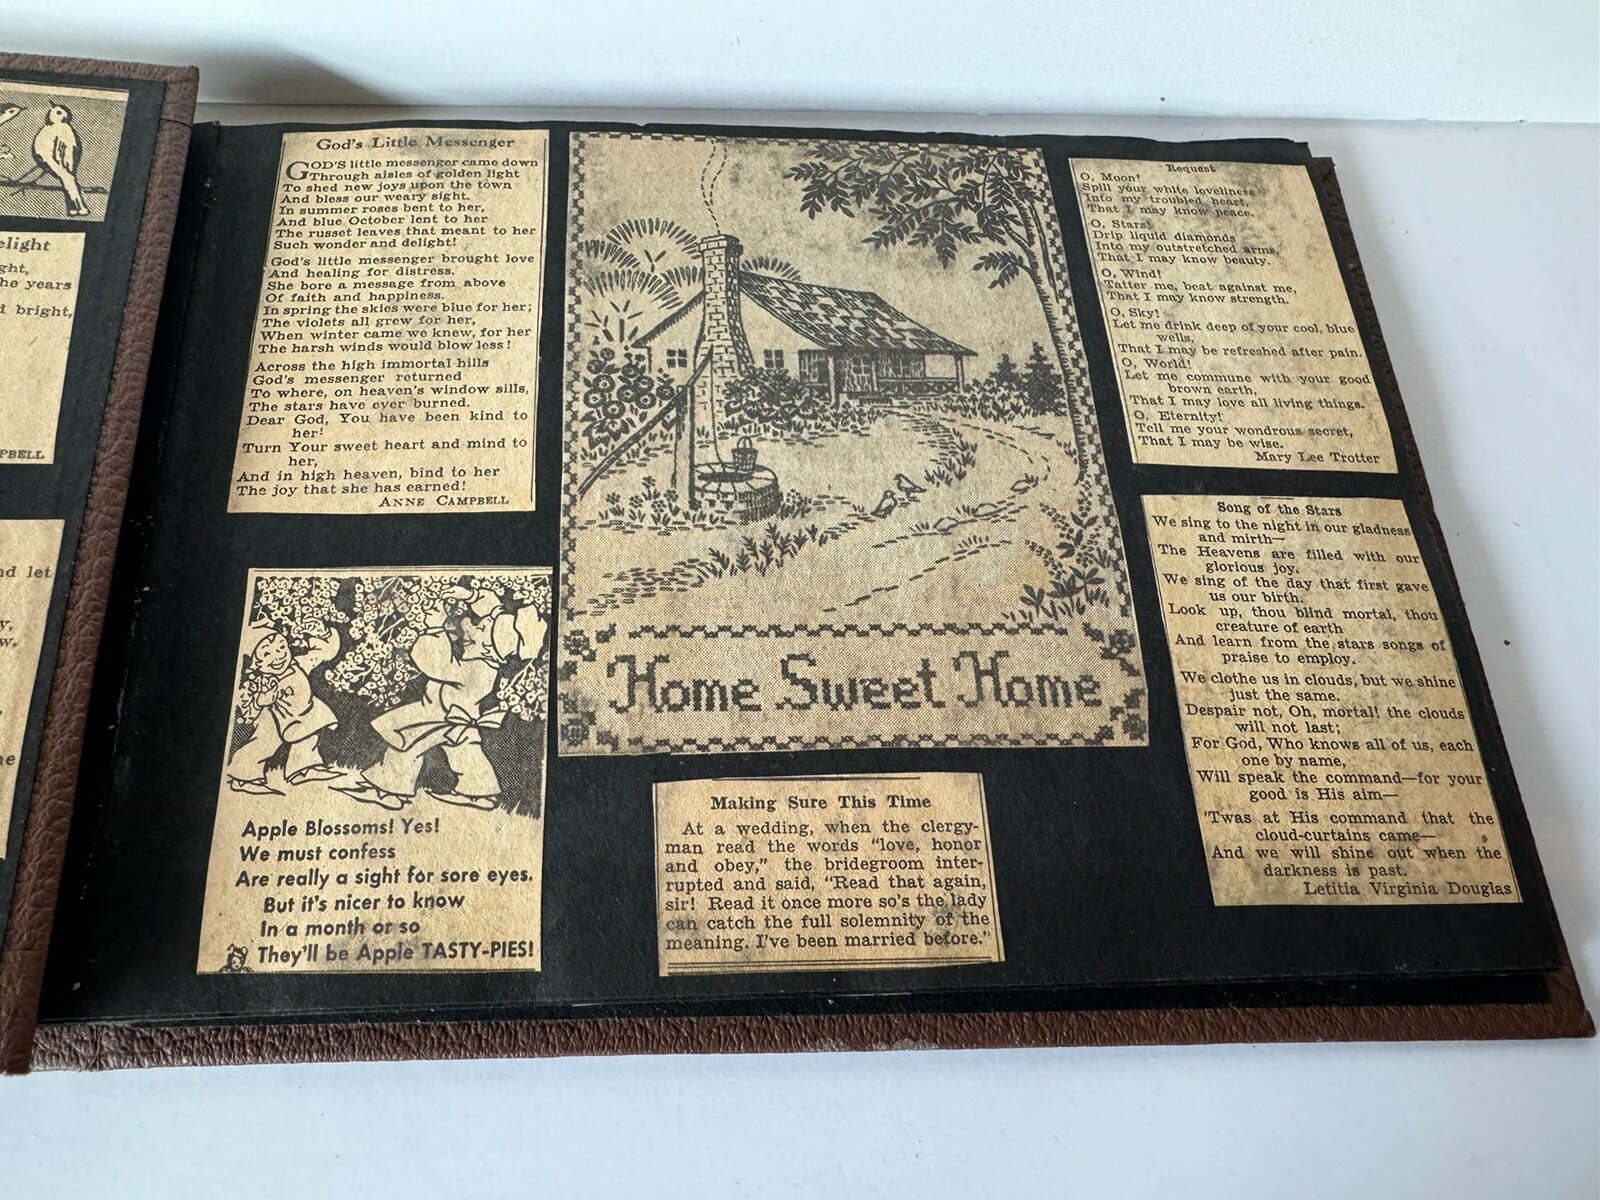 elight
ght,
he years
d bright,
PBELL
nd let
y,
w.
he
God's Little Messenger
GOD'S little messenger came down
Through aisles of golden light
To shed new joys upon the town
And bless our weary sight.
In summer roses bent to her,
And blue October lent to her
The russet leaves that meant to her
Such wonder and delight!
God's little messenger brought love
And healing for distress.
She bore a message from above
Of faith and happiness.
In spring the skies were blue for her;
The violets all grew for her,
When winter came we knew, for her
The harsh winds would blow less!
Across the high immortal hills
God's messenger returned
To where, on heaven's window sills,
The stars have ever burned.
Dear God, You have been kind to
her!
Turn Your sweet heart and mind to
her,
And in high heaven, bind to her
The joy that she has earned!
ANNE CAMPBELL
Apple Blossoms! Yes!
We must confess
Are really a sight for sore eyes.
But it's nicer to know
In a month or so
They'll be Apple TASTY-PIES!
Home Sweet Home
Making Sure This Time
At a wedding, when the clergy-
man read the words "love, honor
and obey," the bridegroom inter-
rupted and said, "Read that again,
sir! Read it once more so's the lady
can catch the full solemnity of the
meaning. I've been married before."
Request
O, Moon!
Spill your white loveliness
Into my troubled heart,
That I may know peace.
O, Stars!
Drip liquid diamonds
Into my outstretched arms,
That I may know beauty.
O, Wind!
Tatter me, beat against me,
That I may know strength.
O, Sky!
Let me drink deep of your cool, blue
wells,
That I may be refreshed after pain.
O, World!
Let me commune with your good
brown earth,
That I may love all living things.
O, Eternity!
Tell me your wondrous secret,
That I may be wise.
Mary Lee Trotter
Song of the Stars
We sing to the night in our gladness
and mirth—
The Heavens are filled with our
glorious joy.
We sing of the day that first gave
us our birth.
Look up, thou blind mortal, thou
creature of earth
And learn from the stars songs of
praise to employ.
We clothe us in clouds, but we shine
just the same.
Despair not, Oh, mortal! the clouds
will not last;
For God, Who knows all of us, each
one by name,
Will speak the command—for your
good is His aim—
'Twas at His command that the
cloud-curtains came—
And we will shine out when the
darkness is past.
Letitia Virginia Douglas